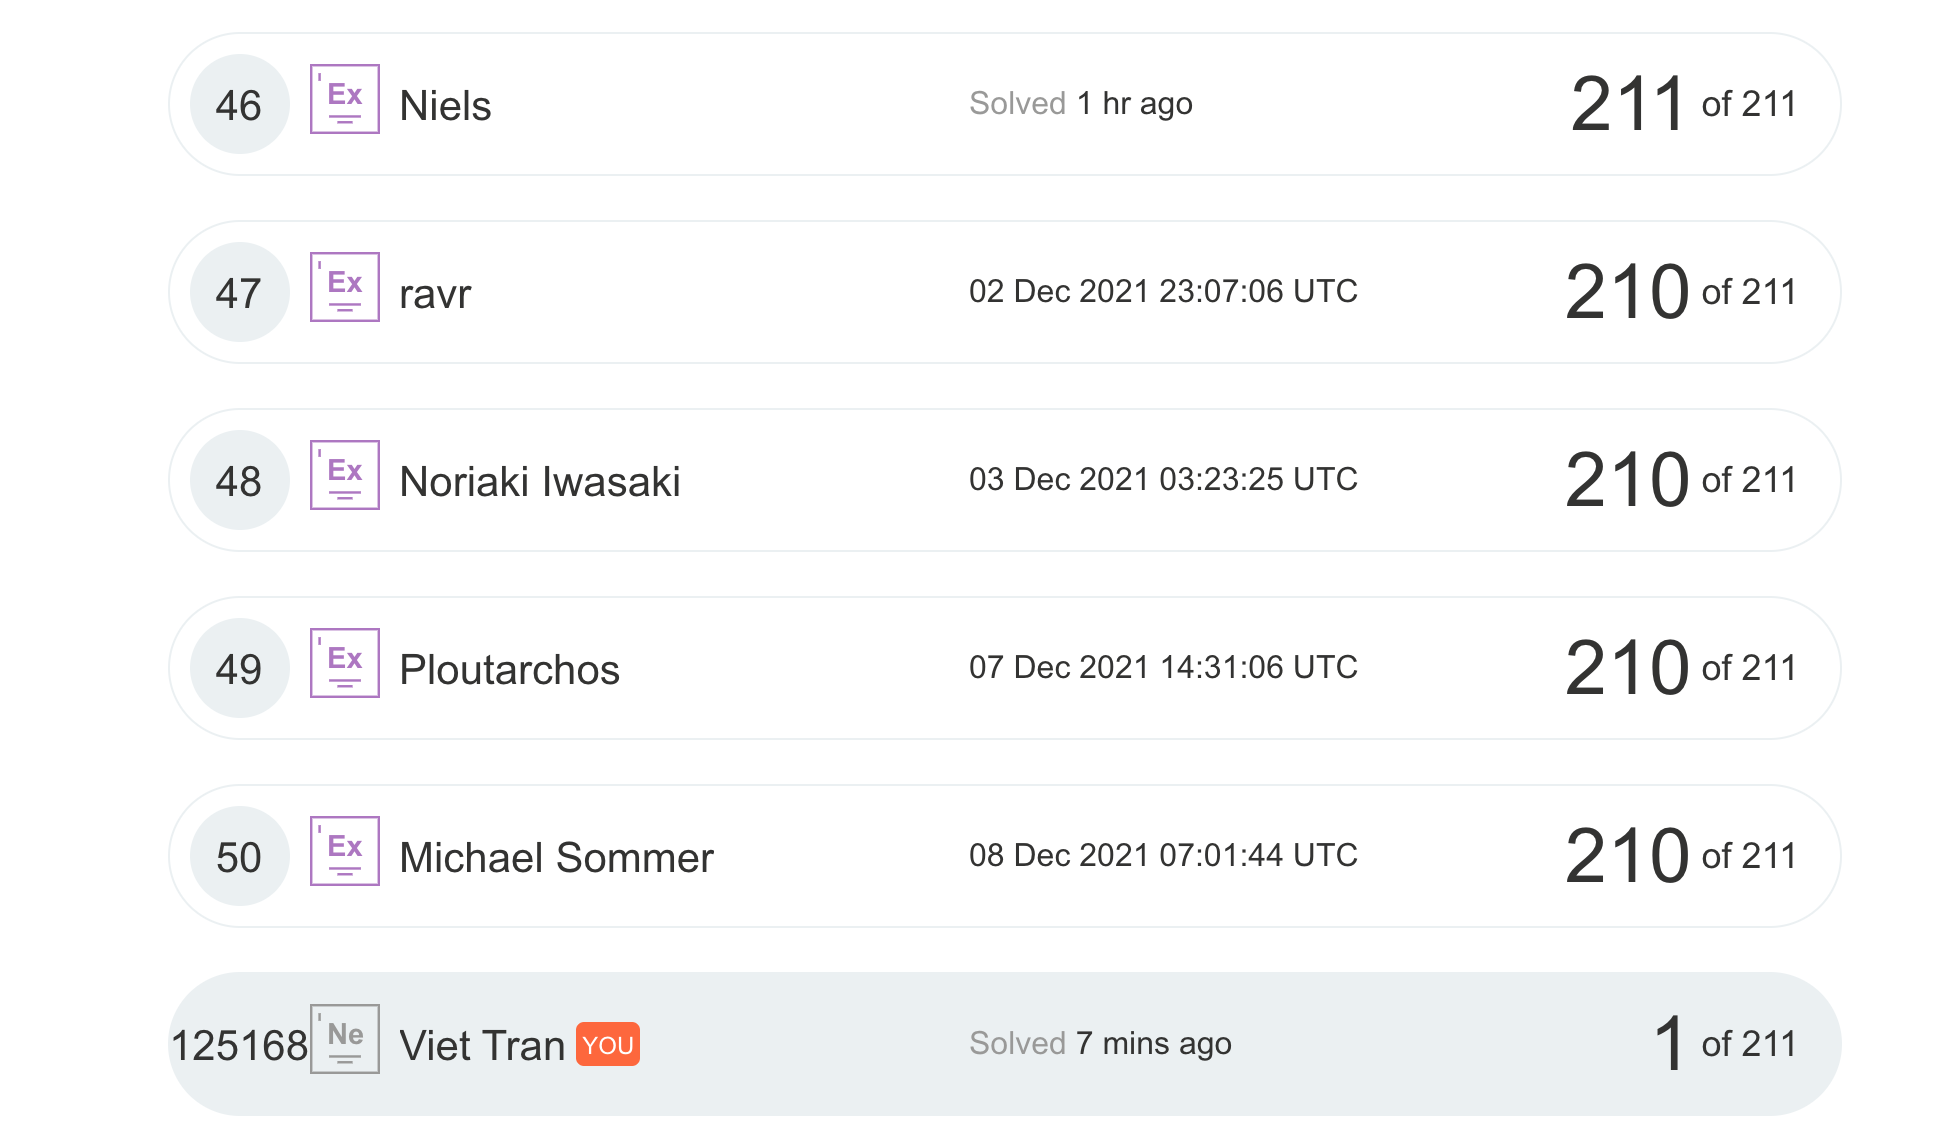 46 Ex Niels Solved 1 hr ago 211 of 211
47 Ex ravr 02 Dec 2021 23:07:06 UTC 210 of 211
48 Ex Noriaki Iwasaki 03 Dec 2021 03:23:25 UTC 210 of 211
49 Ex Ploutarchos 07 Dec 2021 14:31:06 UTC 210 of 211
50 Ex Michael Sommer 08 Dec 2021 07:01:44 UTC 210 of 211
125168 Ne Viet Tran YOU Solved 7 mins ago 1 of 211